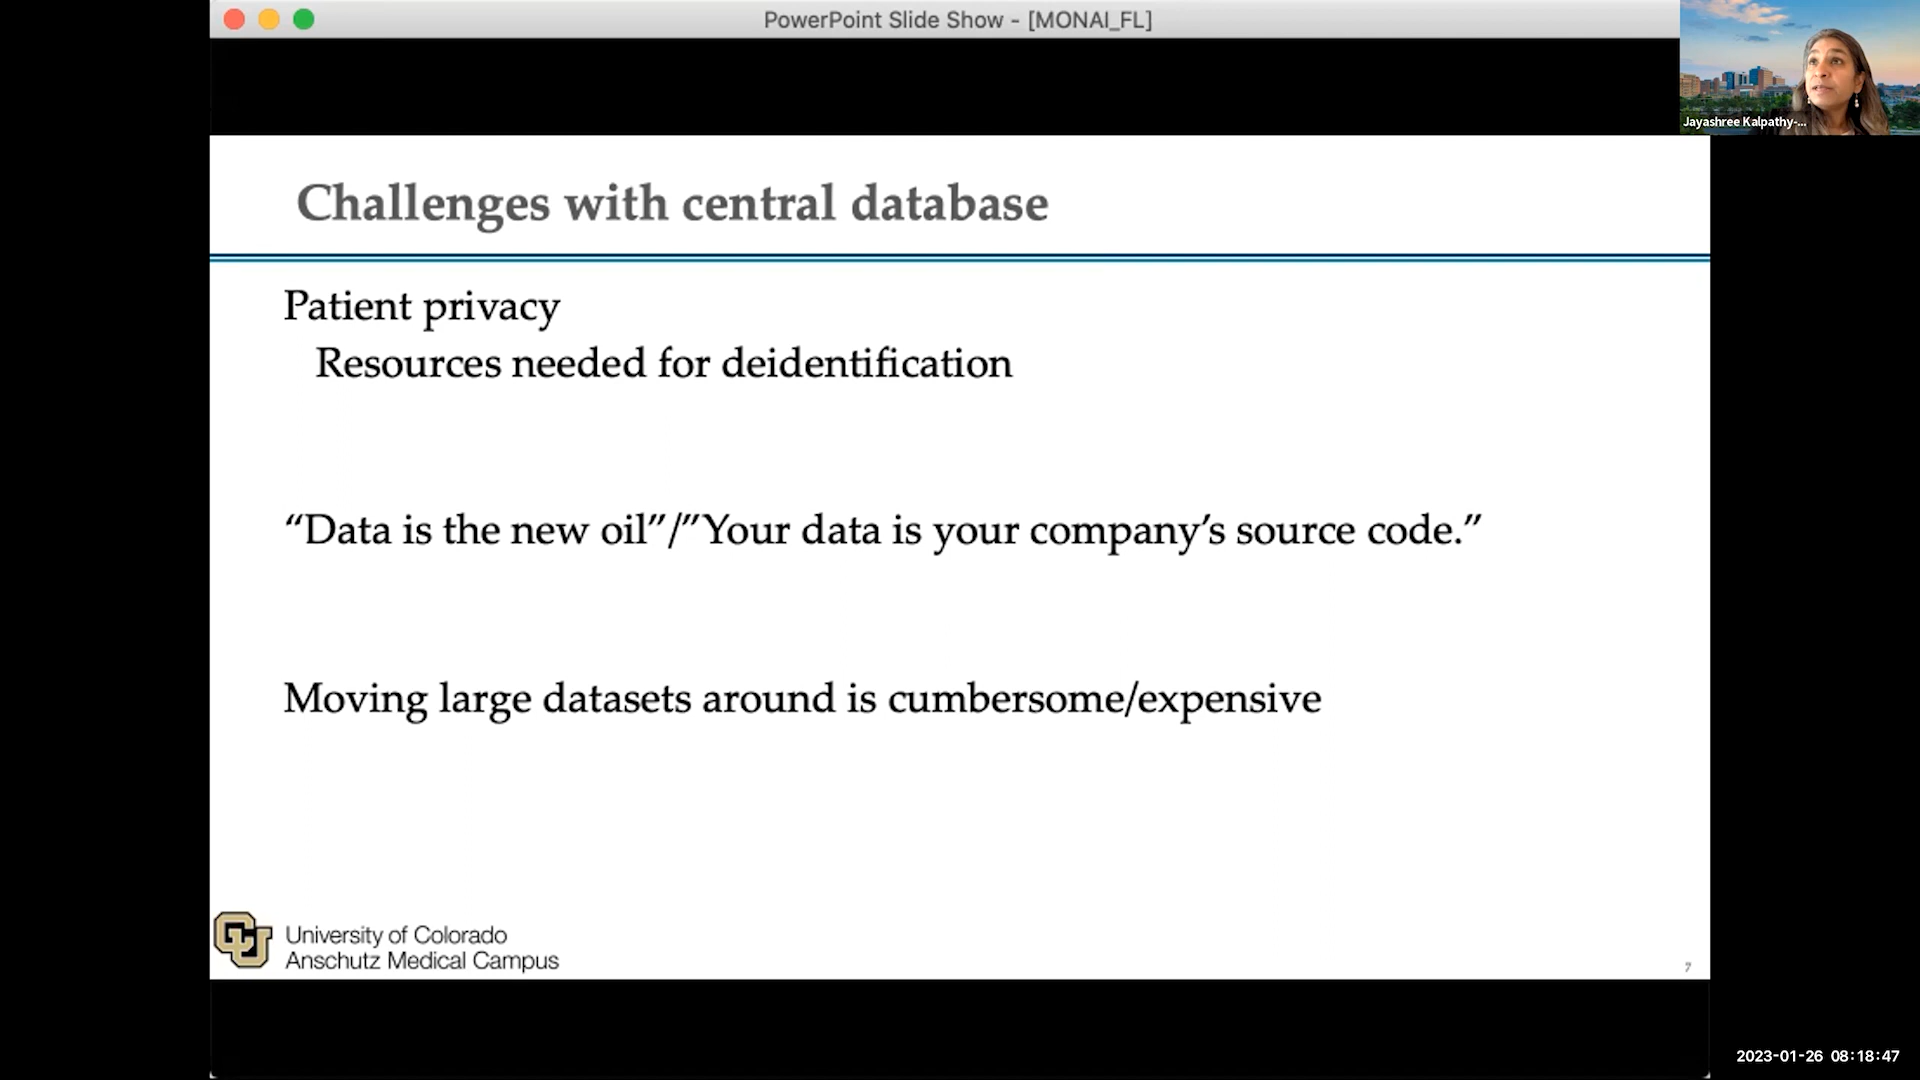 PowerPoint Slide Show - [MONAI_FL]
Jayashree Kalpathy-...
Challenges with central database
Patient privacy
Resources needed for deidentification
“Data is the new oil”/”Your data is your company’s source code.”
Moving large datasets around is cumbersome/expensive
CU
University of Colorado
Anschutz Medical Campus
7
2023-01-26 08:18:47